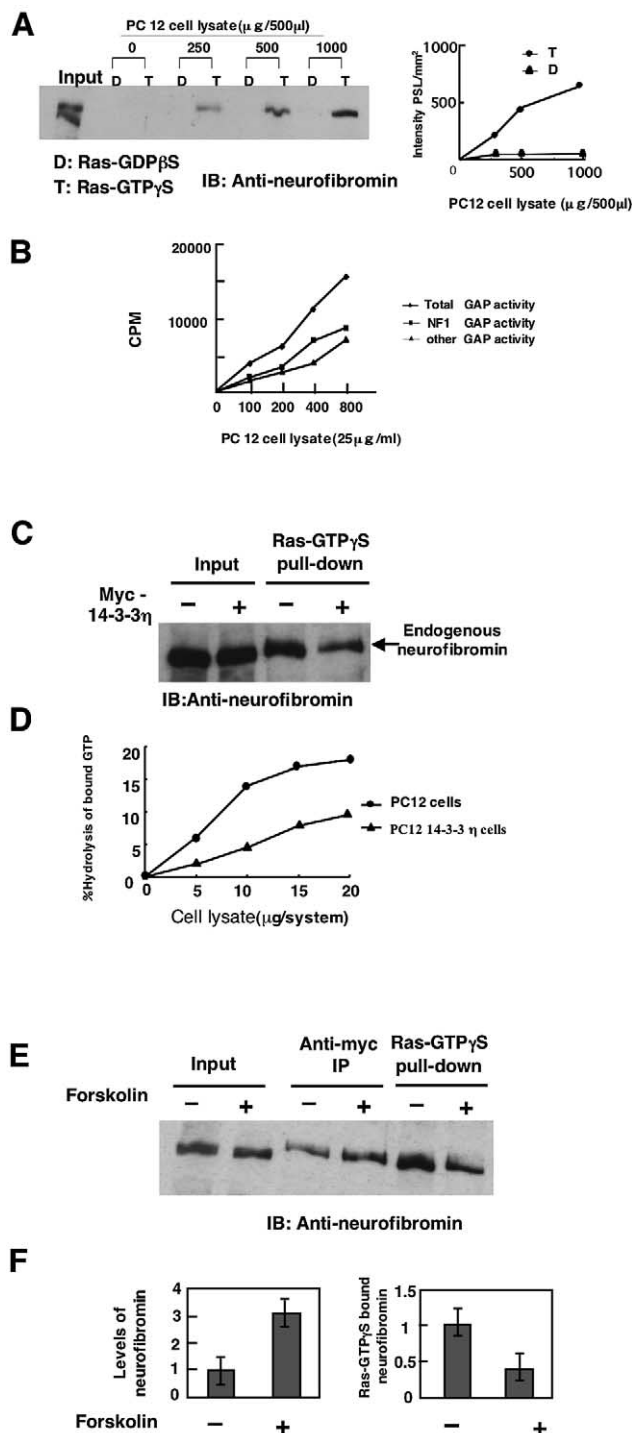 A
PC 12 cell lysate(μ g/500μl)
0 250 500 1000
Input D T D T D T D T
D: Ras-GDPβS
T: Ras-GTPγS
IB: Anti-neurofibromin
Intensity PSL/mm²
1000
500
0
500 1000
T
D
PC12 cell lysate (μ g/500μl)
B
CPM
20000
10000
0 100 200 400 800
PC 12 cell lysate(25μg/ml)
Total GAP activity
NF1 GAP activity
other GAP activity
C
Ras-GTPγS
Input pull-down
Myc -
14-3-3η
− + − +
Endogenous
neurofibromin
IB:Anti-neurofibromin
D
%Hydrolysis of bound GTP
20
15
10
5
0
0 5 10 15 20
PC12 cells
PC12 14-3-3 η cells
Cell lysate(μg/system)
E
Input Anti-myc IP Ras-GTPγS pull-down
Forskolin − + − + − +
IB: Anti-neurofibromin
F
Levels of
neurofibromin
4
3
2
1
0
Forskolin − +
Ras-GTPγS bound
neurofibromin
1.5
1
0.5
0
− +